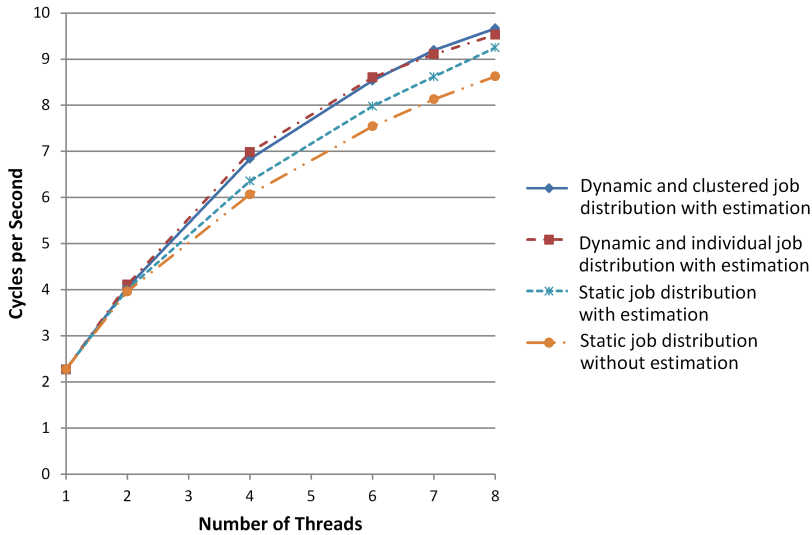 10
9
8
7
6
5
4
3
2
1
0
Cycles per Second
1 2 3 4 5 6 7 8
Number of Threads
Dynamic and clustered job
distribution with estimation
Dynamic and individual job
distribution with estimation
Static job distribution
with estimation
Static job distribution
without estimation